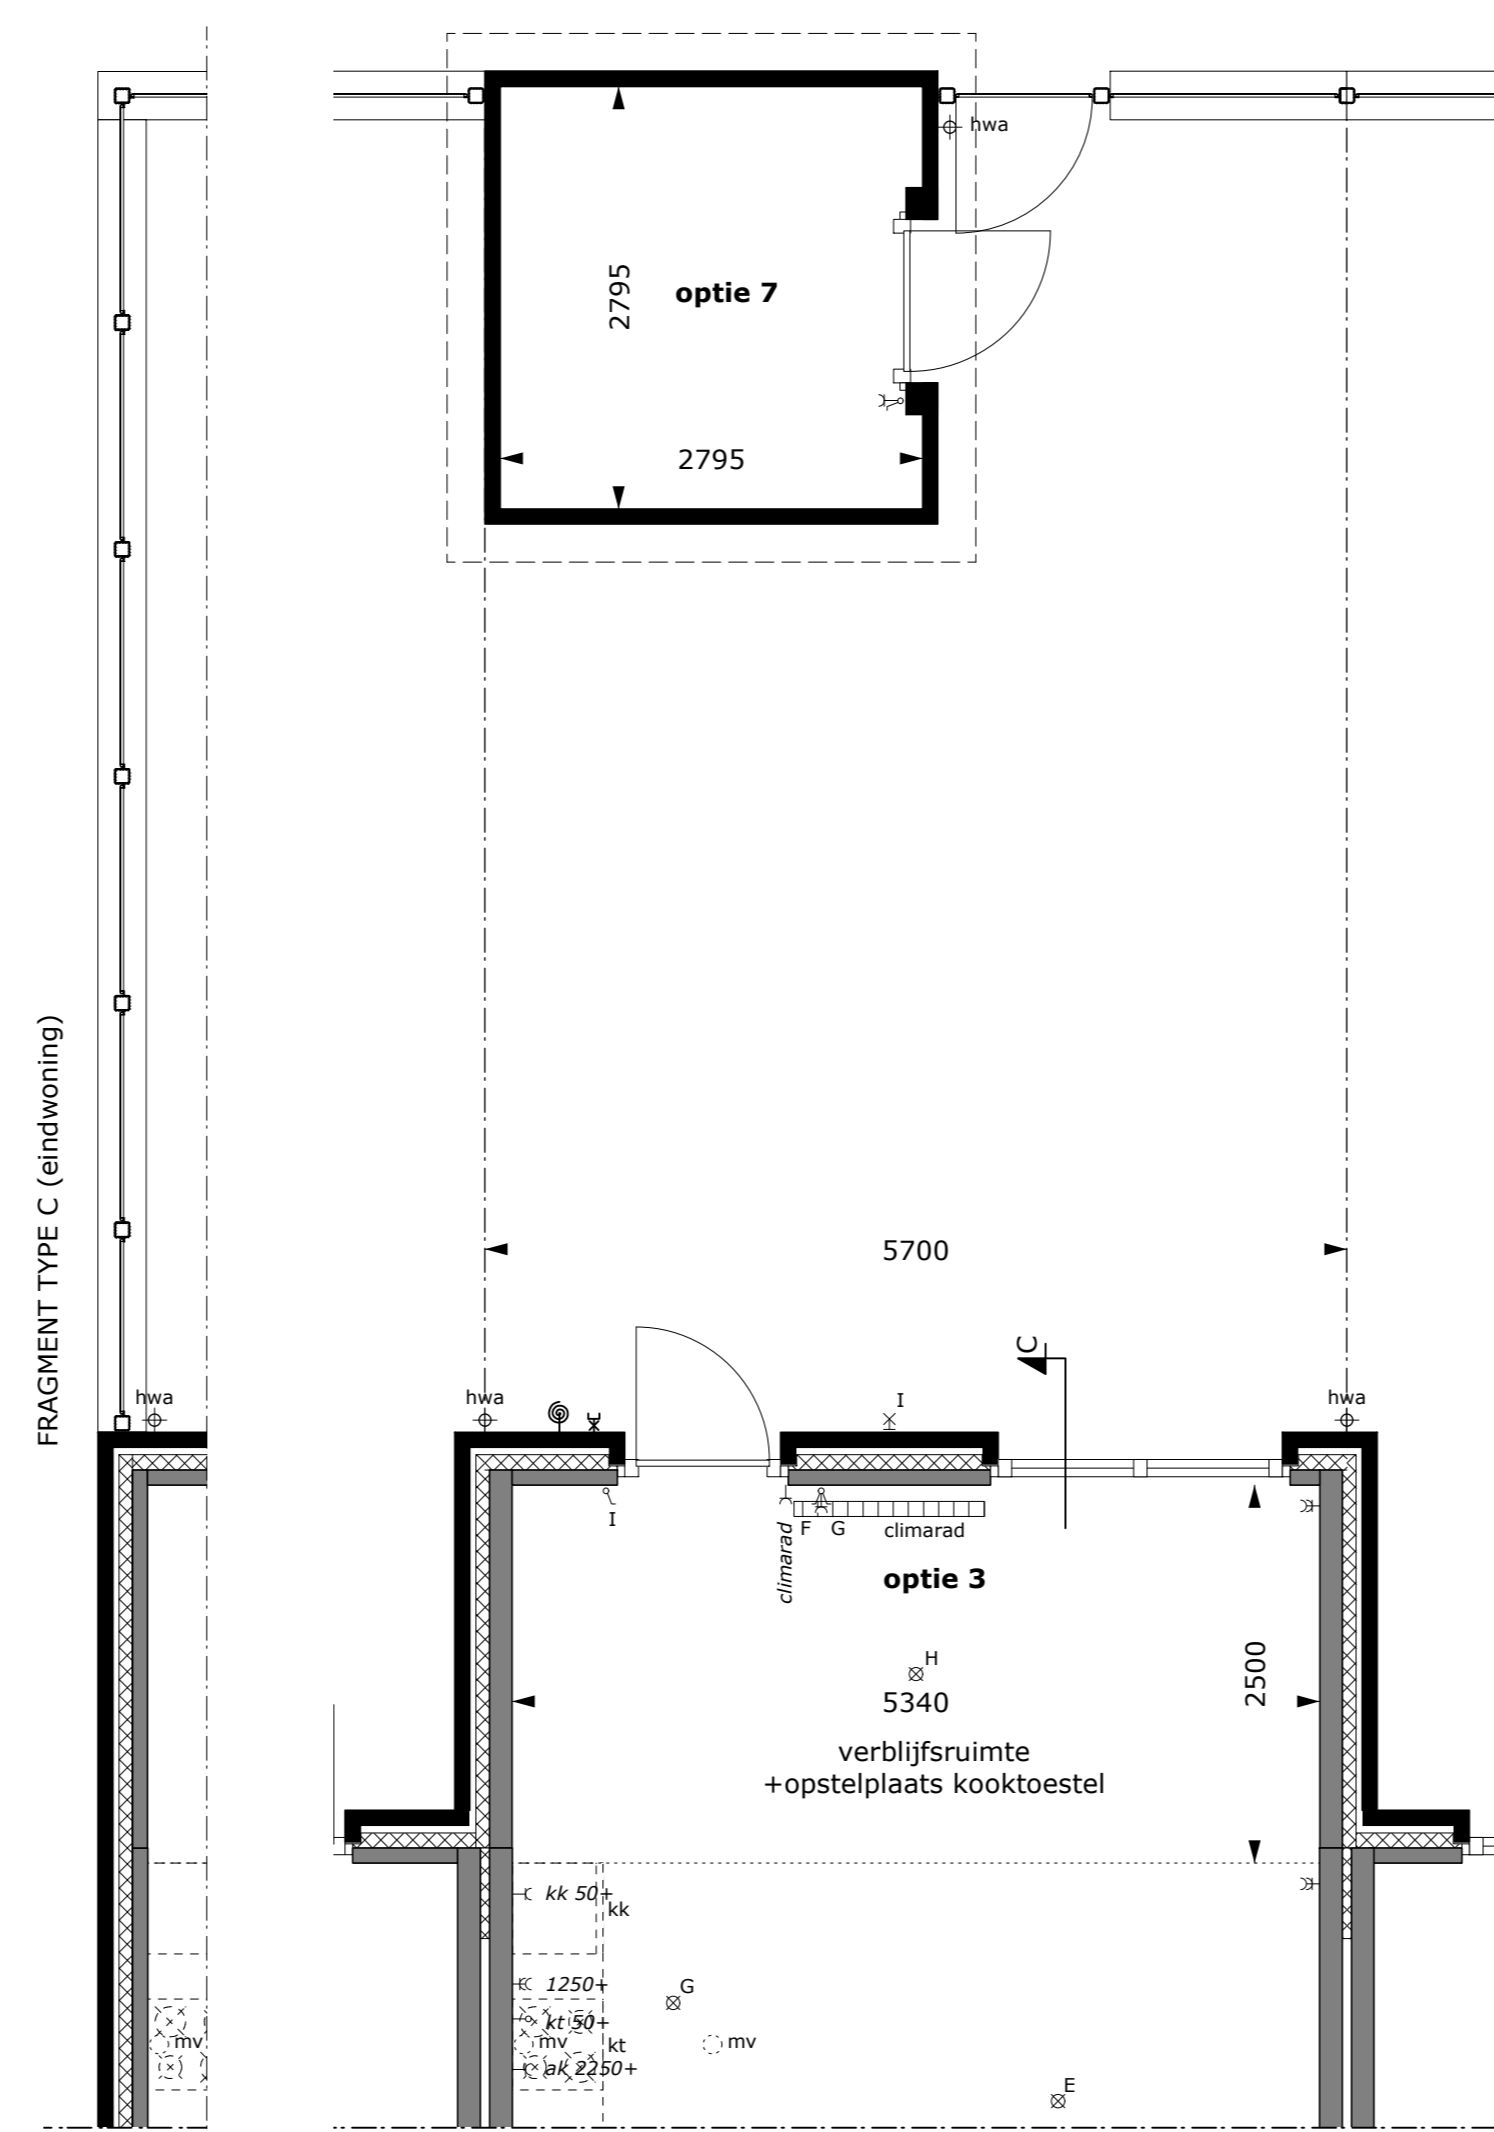 hwa
optie 7
2795
2795
FRAGMENT TYPE C (eindwoning)
5700
C
hwa
hwa
I
hwa
I
climarad
F
G
climarad
optie 3
H
5340
2500
verblijfsruimte
+opstelplaats kooktoestel
kk 50+
kk
1250+
G
kt 50+
mv
mv
kt
mv
ak 2250+
E